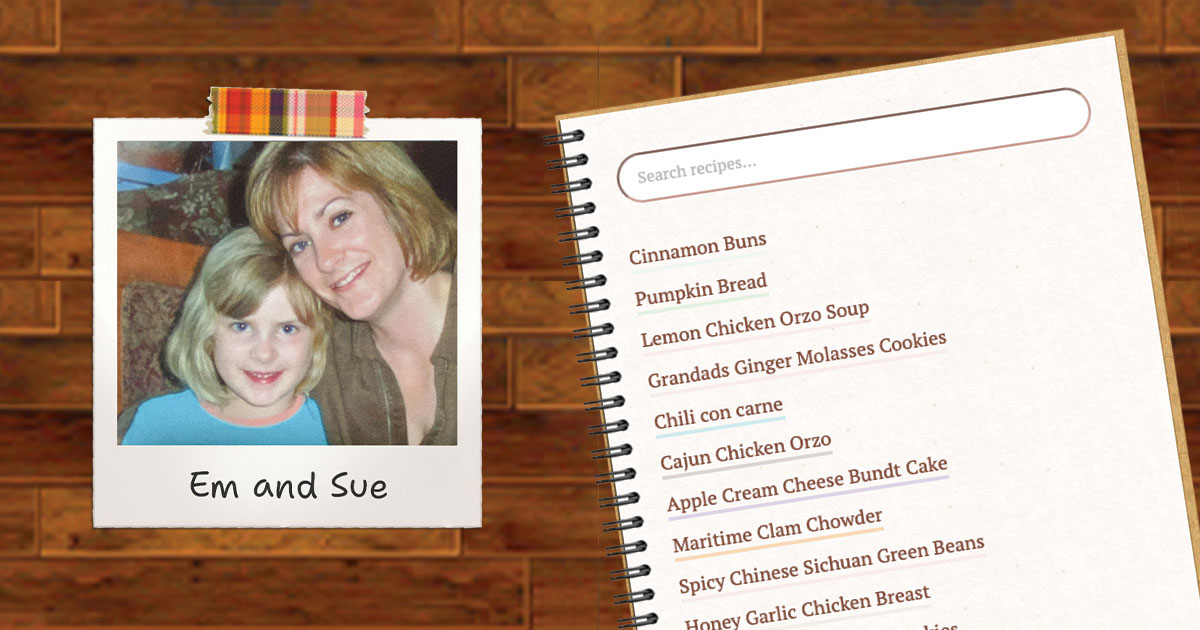 Em and Sue
Search recipes...
Cinnamon Buns
Pumpkin Bread
Lemon Chicken Orzo Soup
Grandads Ginger Molasses Cookies
Chili con carne
Cajun Chicken Orzo
Apple Cream Cheese Bundt Cake
Maritime Clam Chowder
Spicy Chinese Sichuan Green Beans
Honey Garlic Chicken Breast